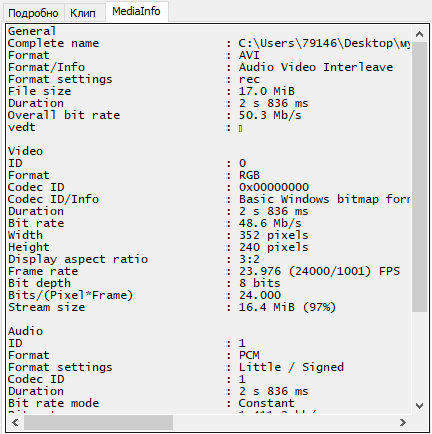 Подробно Клип MediaInfo
General
Complete name : C:\Users\79146\Desktop\му
Format : AVI
Format/Info : Audio Video Interleave
Format settings : rec
File size : 17.0 MiB
Duration : 2 s 836 ms
Overall bit rate : 50.3 Mb/s
vedt :
Video
ID : 0
Format : RGB
Codec ID : 0x00000000
Codec ID/Info : Basic Windows bitmap form
Duration : 2 s 836 ms
Bit rate : 48.6 Mb/s
Width : 352 pixels
Height : 240 pixels
Display aspect ratio : 3:2
Frame rate : 23.976 (24000/1001) FPS
Bit depth : 8 bits
Bits/(Pixel*Frame) : 24.000
Stream size : 16.4 MiB (97%)
Audio
ID : 1
Format : PCM
Format settings : Little / Signed
Codec ID : 1
Duration : 2 s 836 ms
Bit rate mode : Constant